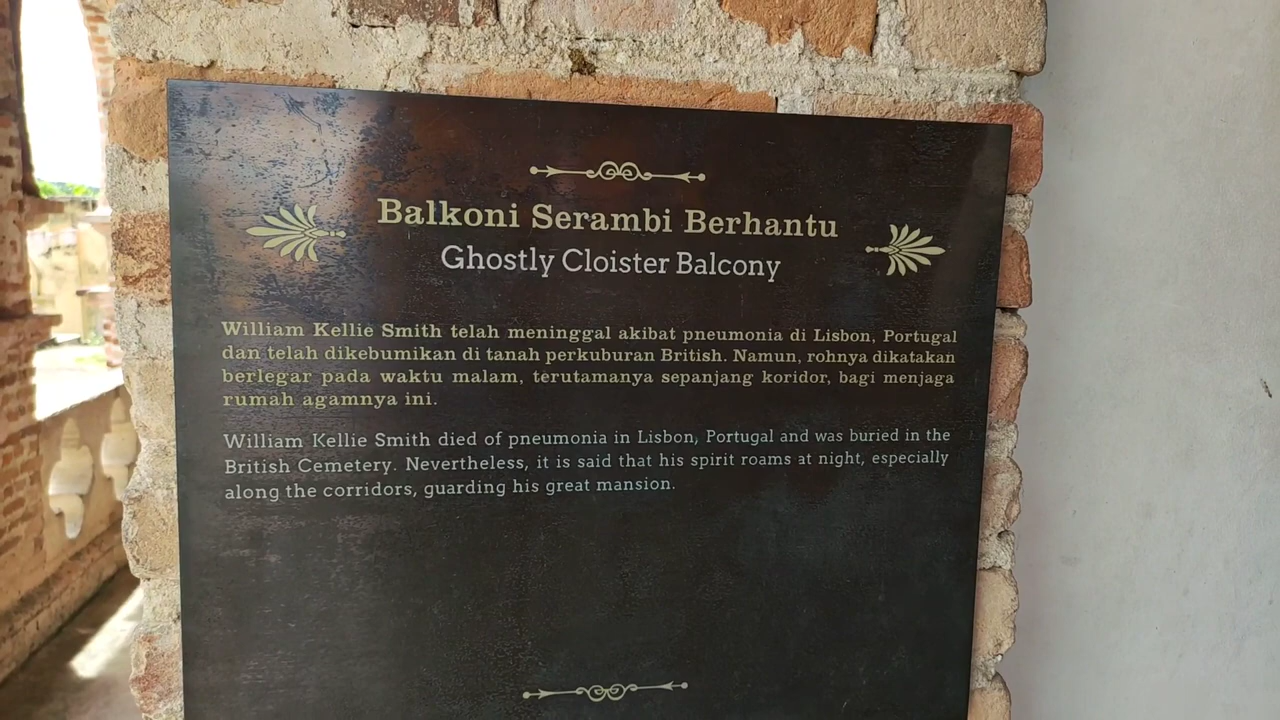 Balkoni Serambi Berhantu
Ghostly Cloister Balcony
William Kellie Smith telah meninggal akibat pneumonia di Lisbon, Portugal
dan telah dikebumikan di tanah perkuburan British. Namun, rohnya dikatakan
berlegar pada waktu malam, terutamanya sepanjang koridor, bagi menjaga
rumah agamnya ini.
William Kellie Smith died of pneumonia in Lisbon, Portugal and was buried in the
British Cemetery. Nevertheless, it is said that his spirit roams at night, especially
along the corridors, guarding his great mansion.